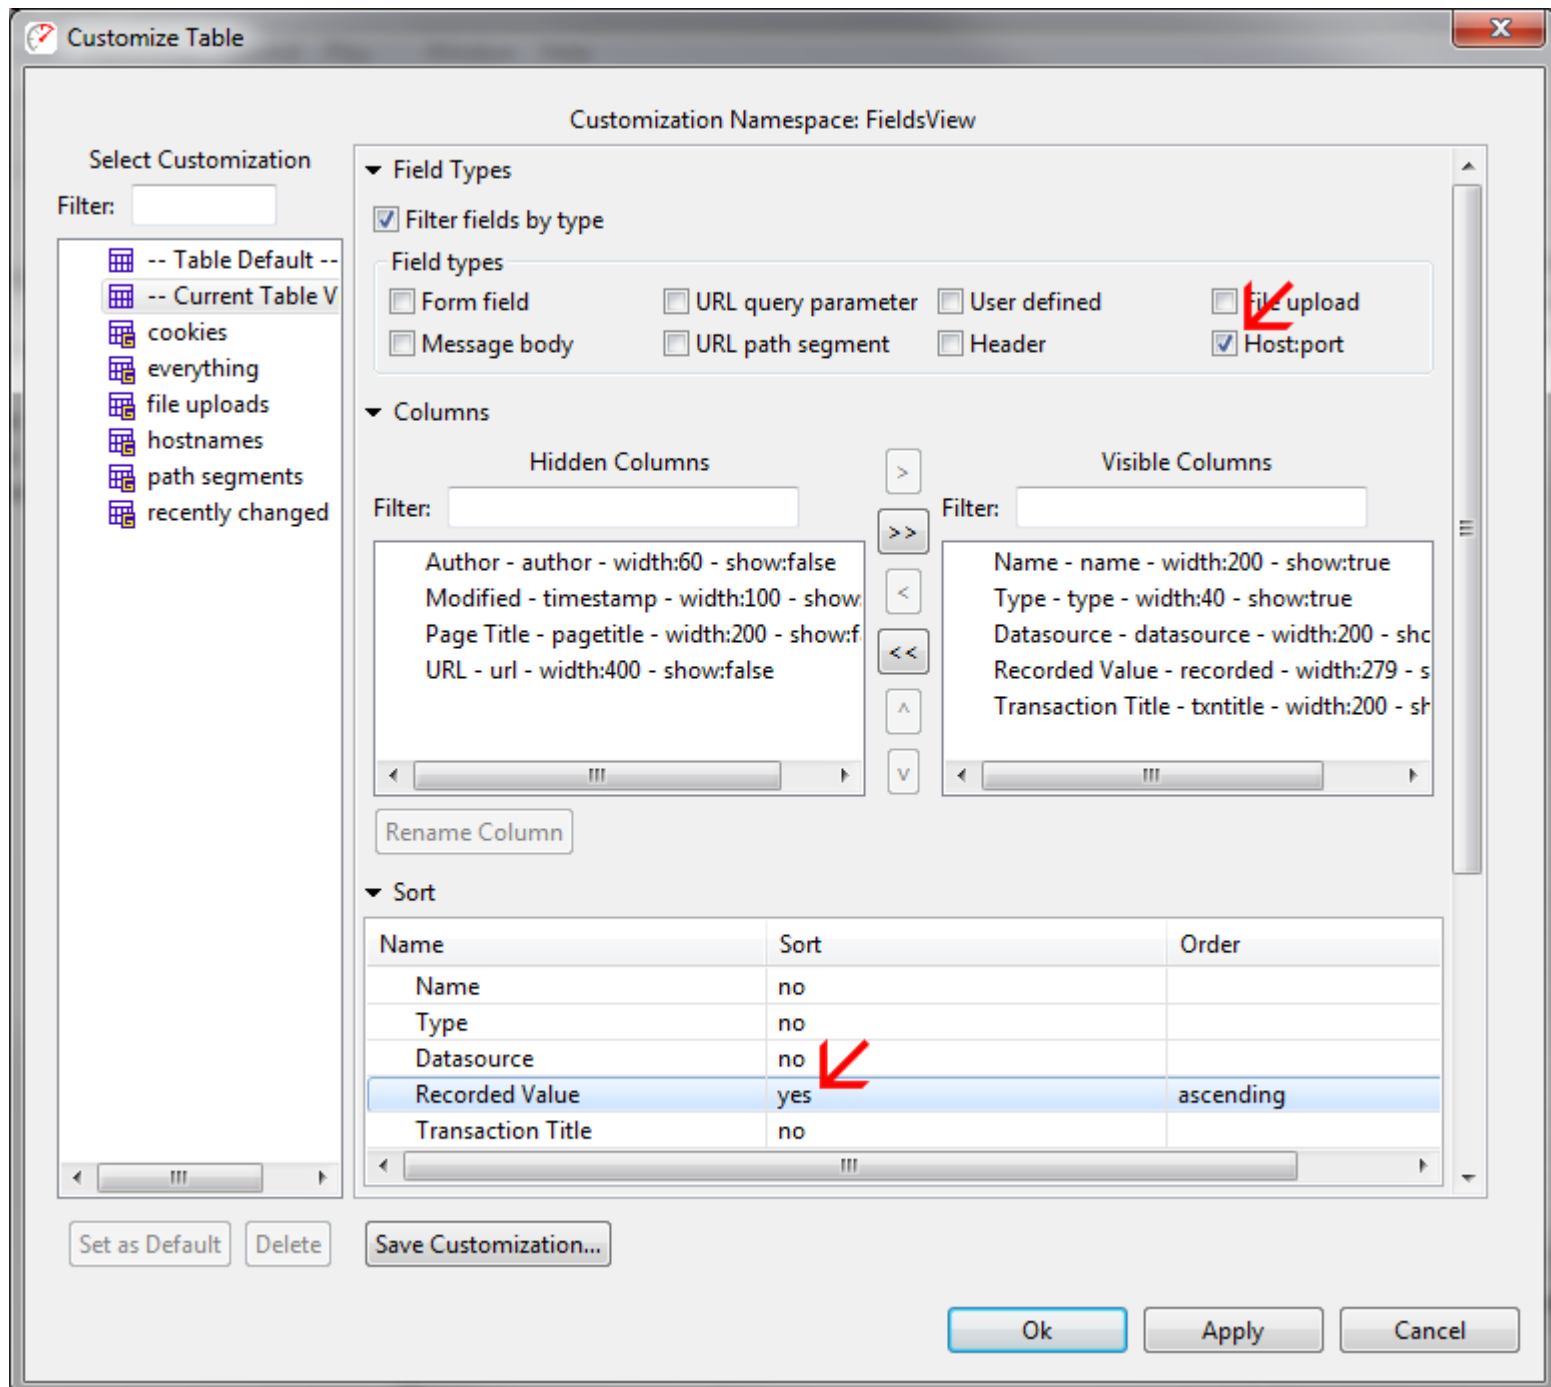 Customize Table
X
Customization Namespace: FieldsView
Select Customization
Filter:
-- Table Default --
-- Current Table V
cookies
everything
file uploads
hostnames
path segments
recently changed
Set as Default
Delete
Field Types
Filter fields by type
Field types
Form field
URL query parameter
User defined
File upload
Message body
URL path segment
Header
Host:port
Columns
Hidden Columns
Filter:
Author - author - width:60 - show:false
Modified - timestamp - width:100 - show:
Page Title - pagetitle - width:200 - show:f
URL - url - width:400 - show:false
>
>>
<
<<
^
v
Visible Columns
Filter:
Name - name - width:200 - show:true
Type - type - width:40 - show:true
Datasource - datasource - width:200 - shc
Recorded Value - recorded - width:279 - s
Transaction Title - txntitle - width:200 - sh
Rename Column
Sort
Name Sort Order
Name no
Type no
Datasource no
Recorded Value yes ascending
Transaction Title no
Save Customization...
Ok
Apply
Cancel